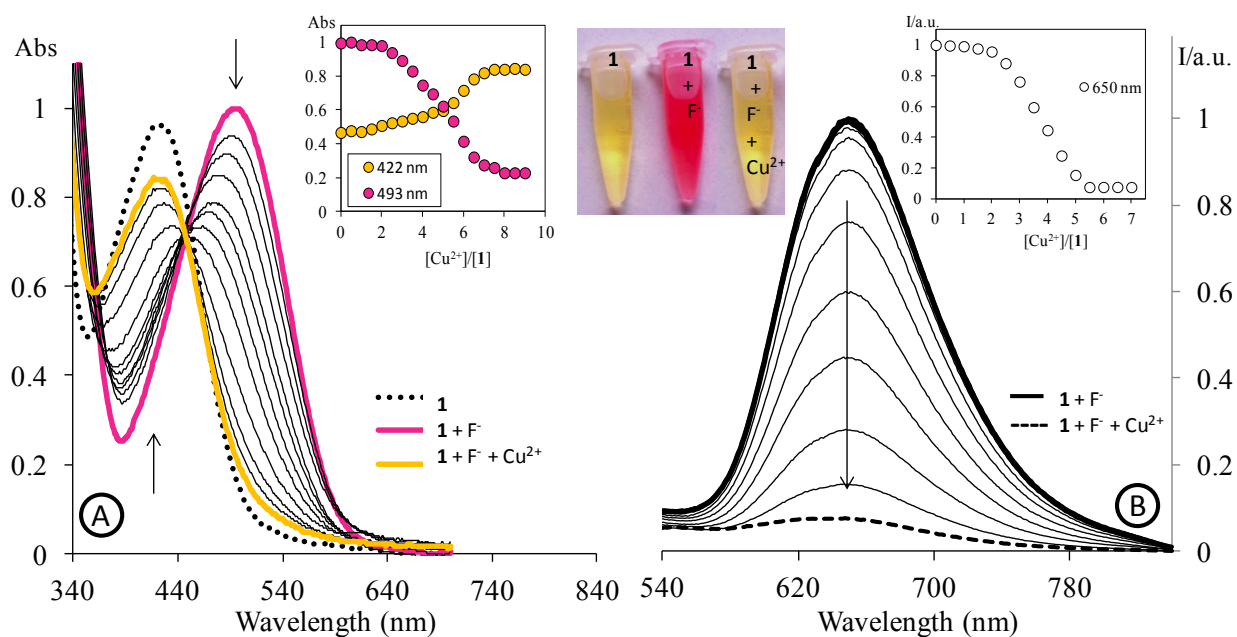 Abs
1
0.8
0.6
0.4
0.2
0
340 440 540 640 740 840
Wavelength (nm)
A
1
1 + F-
1 + F- + Cu2+
Abs
1
0.8
0.6
0.4
0.2
0
0 2 4 6 8 10
[Cu2+]/[1]
422 nm
493 nm
1
1
+
F-
1
+
F-
+
Cu2+
I/a.u.
1
0.8
0.6
0.4
0.2
0
0 1 2 3 4 5 6 7
[Cu2+]/[1]
650 nm
I/a.u.
1
0.8
0.6
0.4
0.2
0
1 + F-
1 + F- + Cu2+
B
540 620 700 780
Wavelength (nm)